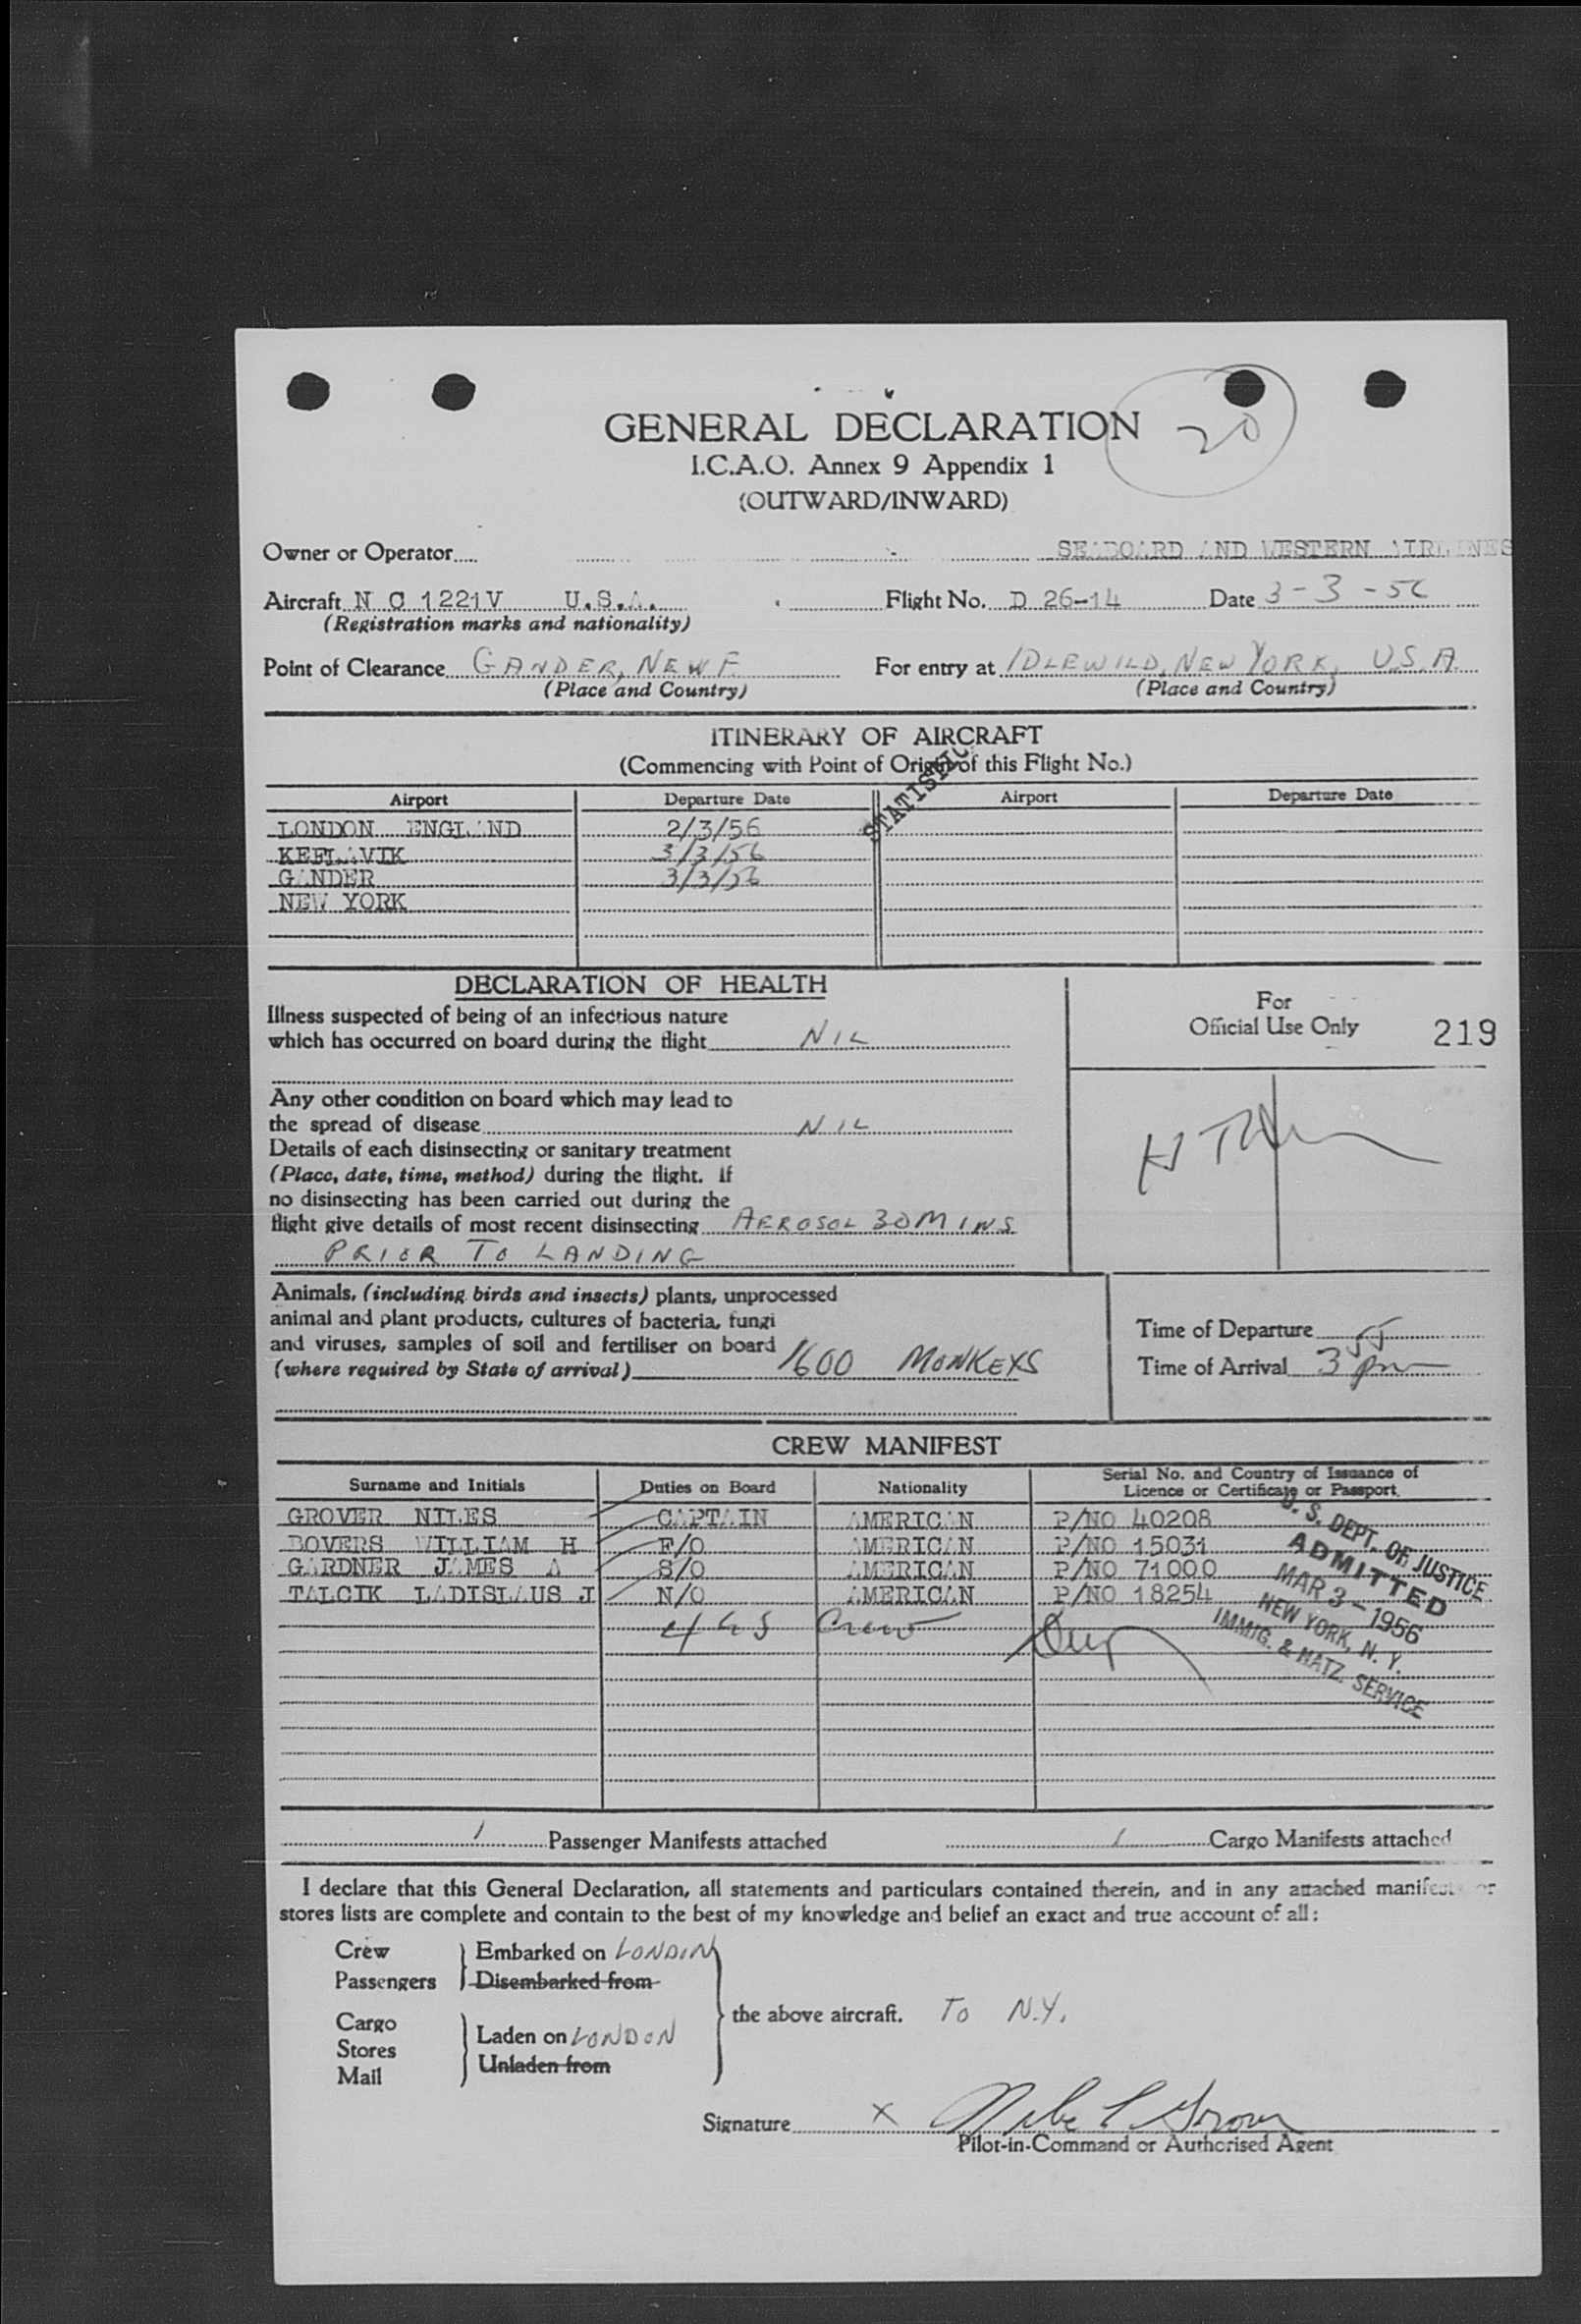 20
GENERAL DECLARATION
I.C.A.O. Annex 9 Appendix 1
(OUTWARD/INWARD)
Owner or Operator SEABOARD AND WESTERN AIRLINES
Aircraft N C 1221V U.S.A. Flight No. D 26-14 Date 3-3-56
(Registration marks and nationality)
Point of Clearance GANDER, NEWF. For entry at IDLEWILD, NEW YORK, U.S.A.
(Place and Country) (Place and Country)
ITINERARY OF AIRCRAFT
(Commencing with Point of Origin of this Flight No.)
Airport Departure Date Airport Departure Date
LONDON ENGLAND 2/3/56
KEFLAVIK 3/3/56
GANDER 3/3/56
NEW YORK
DECLARATION OF HEALTH
Illness suspected of being of an infectious nature
which has occurred on board during the flight NIL
Any other condition on board which may lead to
the spread of disease NIL
Details of each disinsecting or sanitary treatment
(Place, date, time, method) during the flight. If
no disinsecting has been carried out during the
flight give details of most recent disinsecting AEROSOL 30 MINS
PRIOR TO LANDING
For
Official Use Only 219
Animals, (including birds and insects) plants, unprocessed
animal and plant products, cultures of bacteria, fungi
and viruses, samples of soil and fertiliser on board
(where required by State of arrival) 1600 MONKEYS
Time of Departure
Time of Arrival 3 55 pm
CREW MANIFEST
Surname and Initials Duties on Board Nationality Serial No. and Country of Issuance of
Licence or Certificate or Passport
GROVER NILES CAPTAIN AMERICAN P/NO 40208
BOVERS WILLIAM H F/O AMERICAN P/NO 15031
GARDNER JAMES A S/O AMERICAN P/NO 71000
TALCIK LADISLAUS J N/O AMERICAN P/NO 18254
4 US Crew
U. S. DEPT. OF JUSTICE
ADMITTED
MAR 3 - 1956
NEW YORK, N. Y.
IMMIG. & NATZ. SERVICE
1 Passenger Manifests attached 1 Cargo Manifests attached
I declare that this General Declaration, all statements and particulars contained therein, and in any attached manifests or
stores lists are complete and contain to the best of my knowledge and belief an exact and true account of all:
Crew Embarked on LONDON
Passengers Disembarked from
the above aircraft. TO N.Y.
Cargo
Stores Laden on LONDON
Mail Unladen from
Signature X
Pilot-in-Command or Authorised Agent